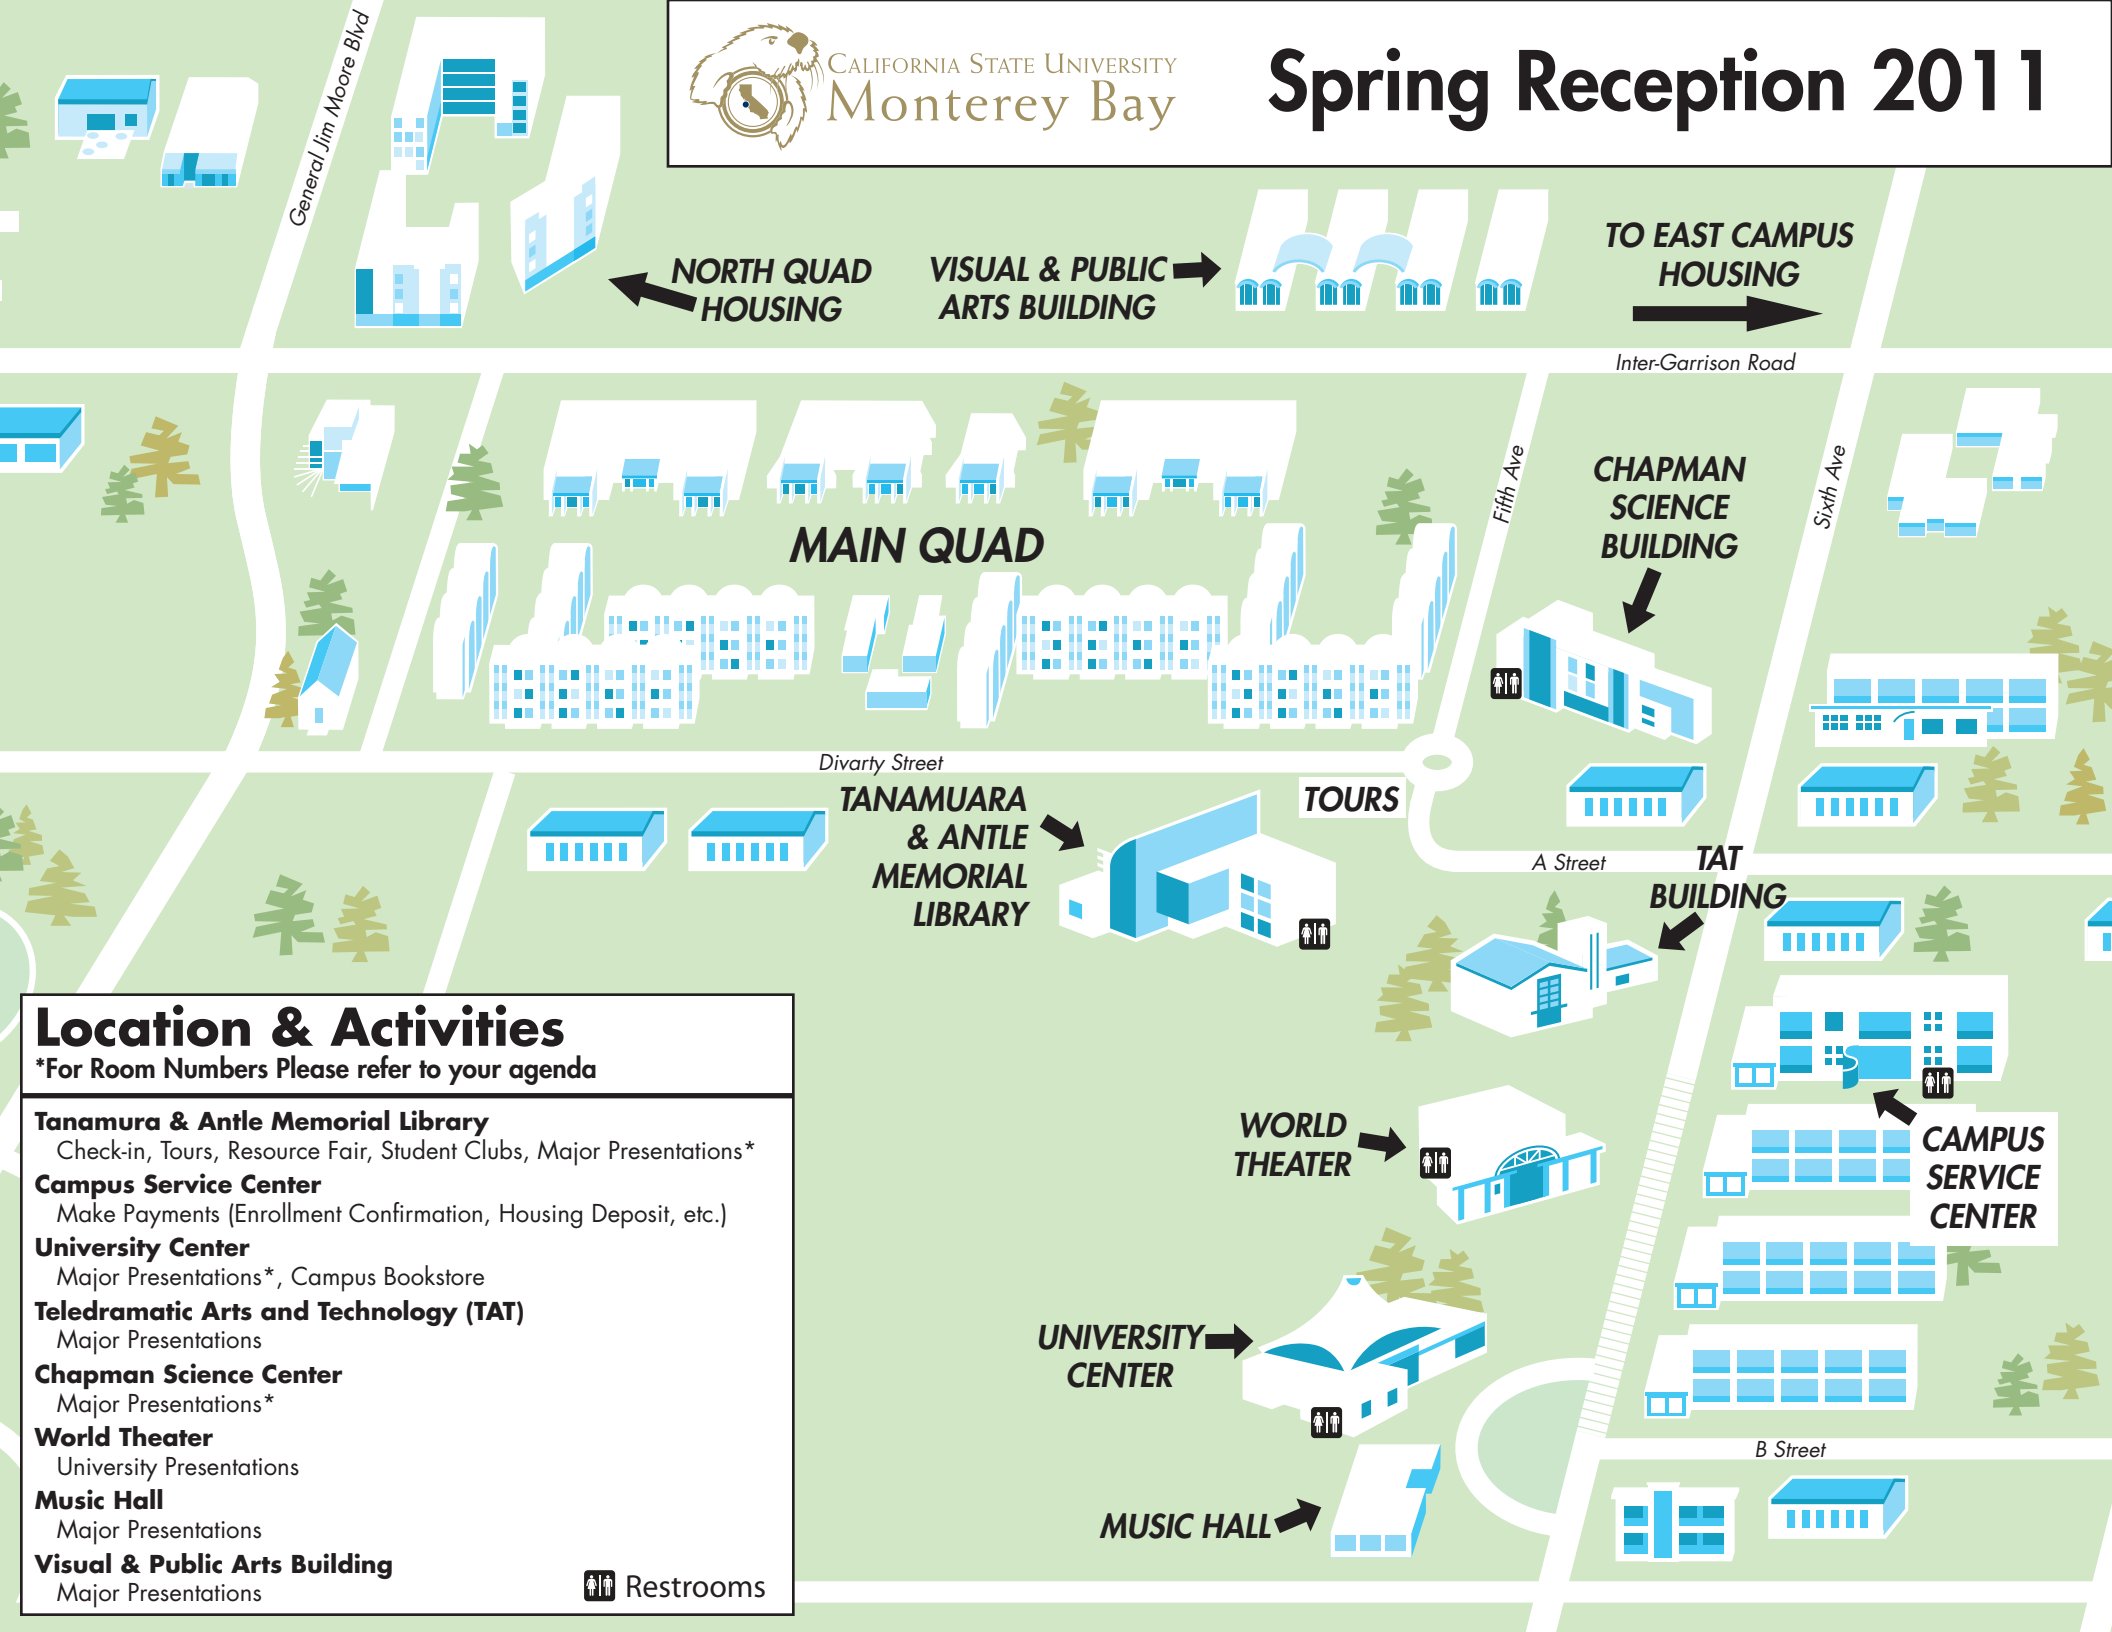 CALIFORNIA STATE UNIVERSITY
Monterey Bay
Spring Reception 2011
General Jim Moore Blvd
NORTH QUAD
HOUSING
VISUAL & PUBLIC
ARTS BUILDING
TO EAST CAMPUS
HOUSING
Inter-Garrison Road
Fifth Ave
Sixth Ave
CHAPMAN
SCIENCE
BUILDING
MAIN QUAD
Divarty Street
TANAMUARA
& ANTLE
MEMORIAL
LIBRARY
TOURS
A Street
TAT
BUILDING
WORLD
THEATER
CAMPUS
SERVICE
CENTER
UNIVERSITY
CENTER
MUSIC HALL
B Street
Location & Activities
*For Room Numbers Please refer to your agenda
Tanamura & Antle Memorial Library
Check-in, Tours, Resource Fair, Student Clubs, Major Presentations*
Campus Service Center
Make Payments (Enrollment Confirmation, Housing Deposit, etc.)
University Center
Major Presentations*, Campus Bookstore
Teledramatic Arts and Technology (TAT)
Major Presentations
Chapman Science Center
Major Presentations*
World Theater
University Presentations
Music Hall
Major Presentations
Visual & Public Arts Building
Major Presentations
Restrooms